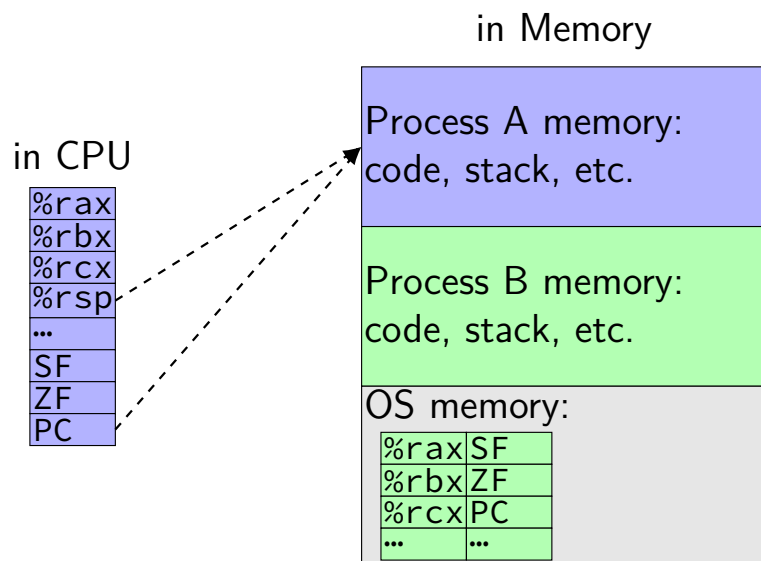 in Memory
in CPU
%rax
%rbx
%rcx
%rsp
…
SF
ZF
PC
Process A memory:
code, stack, etc.
Process B memory:
code, stack, etc.
OS memory:
%rax SF
%rbx ZF
%rcx PC
… …